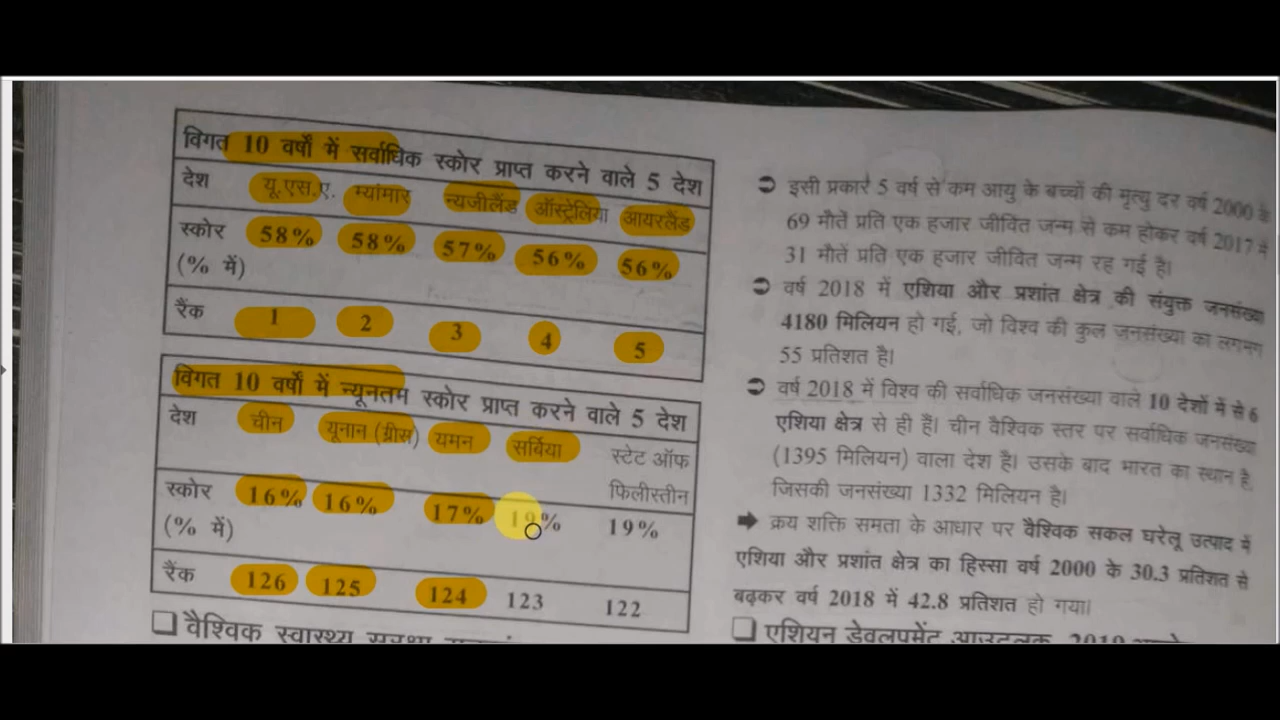 विगत 10 वर्षों में सर्वाधिक स्कोर प्राप्त करने वाले 5 देश
देश यू.एस.ए. म्यांमार न्यजीलैंड ऑस्ट्रेलिया आयरलैंड
स्कोर (% में) 58% 58% 57% 56% 56%
रैंक 1 2 3 4 5
विगत 10 वर्षों में न्यूनतम स्कोर प्राप्त करने वाले 5 देश
देश चीन यूनान (ग्रीस) यमन सर्बिया स्टेट ऑफ फिलीस्तीन
स्कोर (% में) 16% 16% 17% 19% 19%
रैंक 126 125 124 123 122
❑ वैश्विक स्वास्थ्य सुरक्षा
➲ इसी प्रकार 5 वर्ष से कम आयु के बच्चों की मृत्यु दर वर्ष 2000 के
69 मौतें प्रति एक हजार जीवित जन्म से कम होकर वर्ष 2017 में
31 मौतें प्रति एक हजार जीवित जन्म रह गई है।
➲ वर्ष 2018 में एशिया और प्रशांत क्षेत्र की संयुक्त जनसंख्या
4180 मिलियन हो गई, जो विश्व की कुल जनसंख्या का लगभग
55 प्रतिशत है।
➲ वर्ष 2018 में विश्व की सर्वाधिक जनसंख्या वाले 10 देशों में से 6
एशिया क्षेत्र से ही हैं। चीन वैश्विक स्तर पर सर्वाधिक जनसंख्या
(1395 मिलियन) वाला देश है। उसके बाद भारत का स्थान है,
जिसकी जनसंख्या 1332 मिलियन है।
➡ क्रय शक्ति समता के आधार पर वैश्विक सकल घरेलू उत्पाद में
एशिया और प्रशांत क्षेत्र का हिस्सा वर्ष 2000 के 30.3 प्रतिशत से
बढ़कर वर्ष 2018 में 42.8 प्रतिशत हो गया।
❑ एशियन डेवलपमेंट आउटलुक, 2019